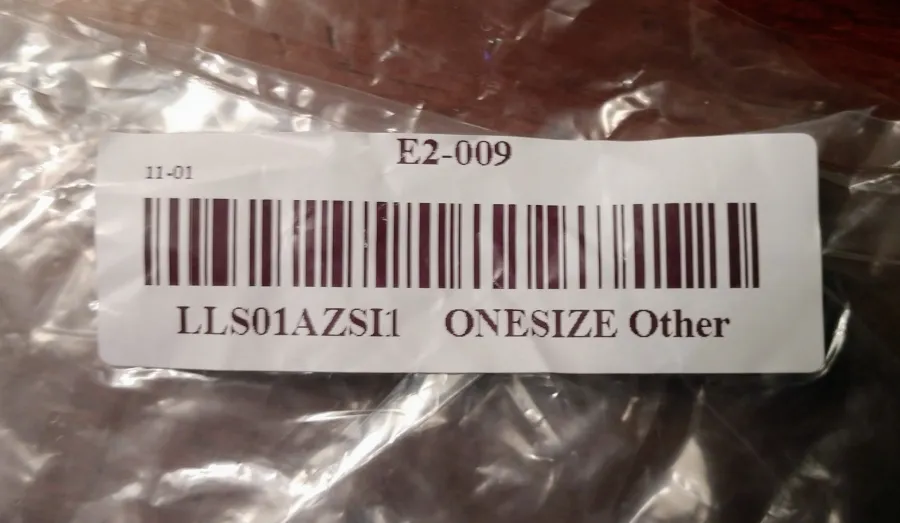 E2-009
11-01
LLS01AZSI1 ONESIZE Other